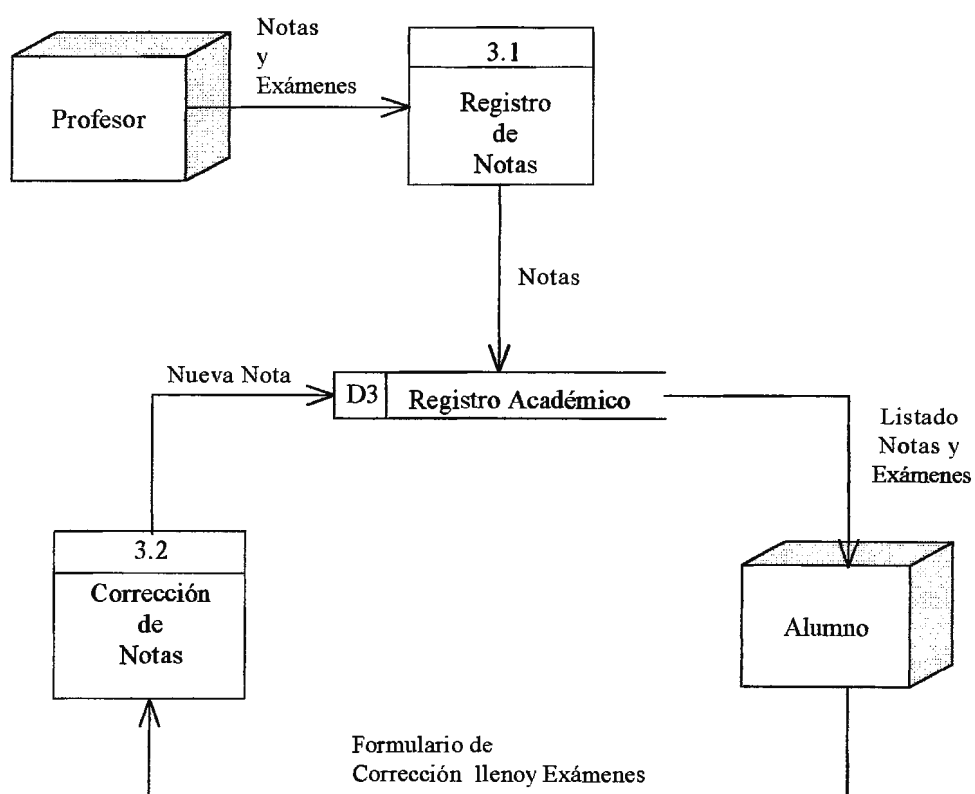 Notas
y
Exámenes
Profesor
3.1
Registro
de
Notas
Notas
Nueva Nota
D3 Registro Académico
Listado
Notas y
Exámenes
3.2
Corrección
de
Notas
Alumno
Formulario de
Corrección llenoy Exámenes